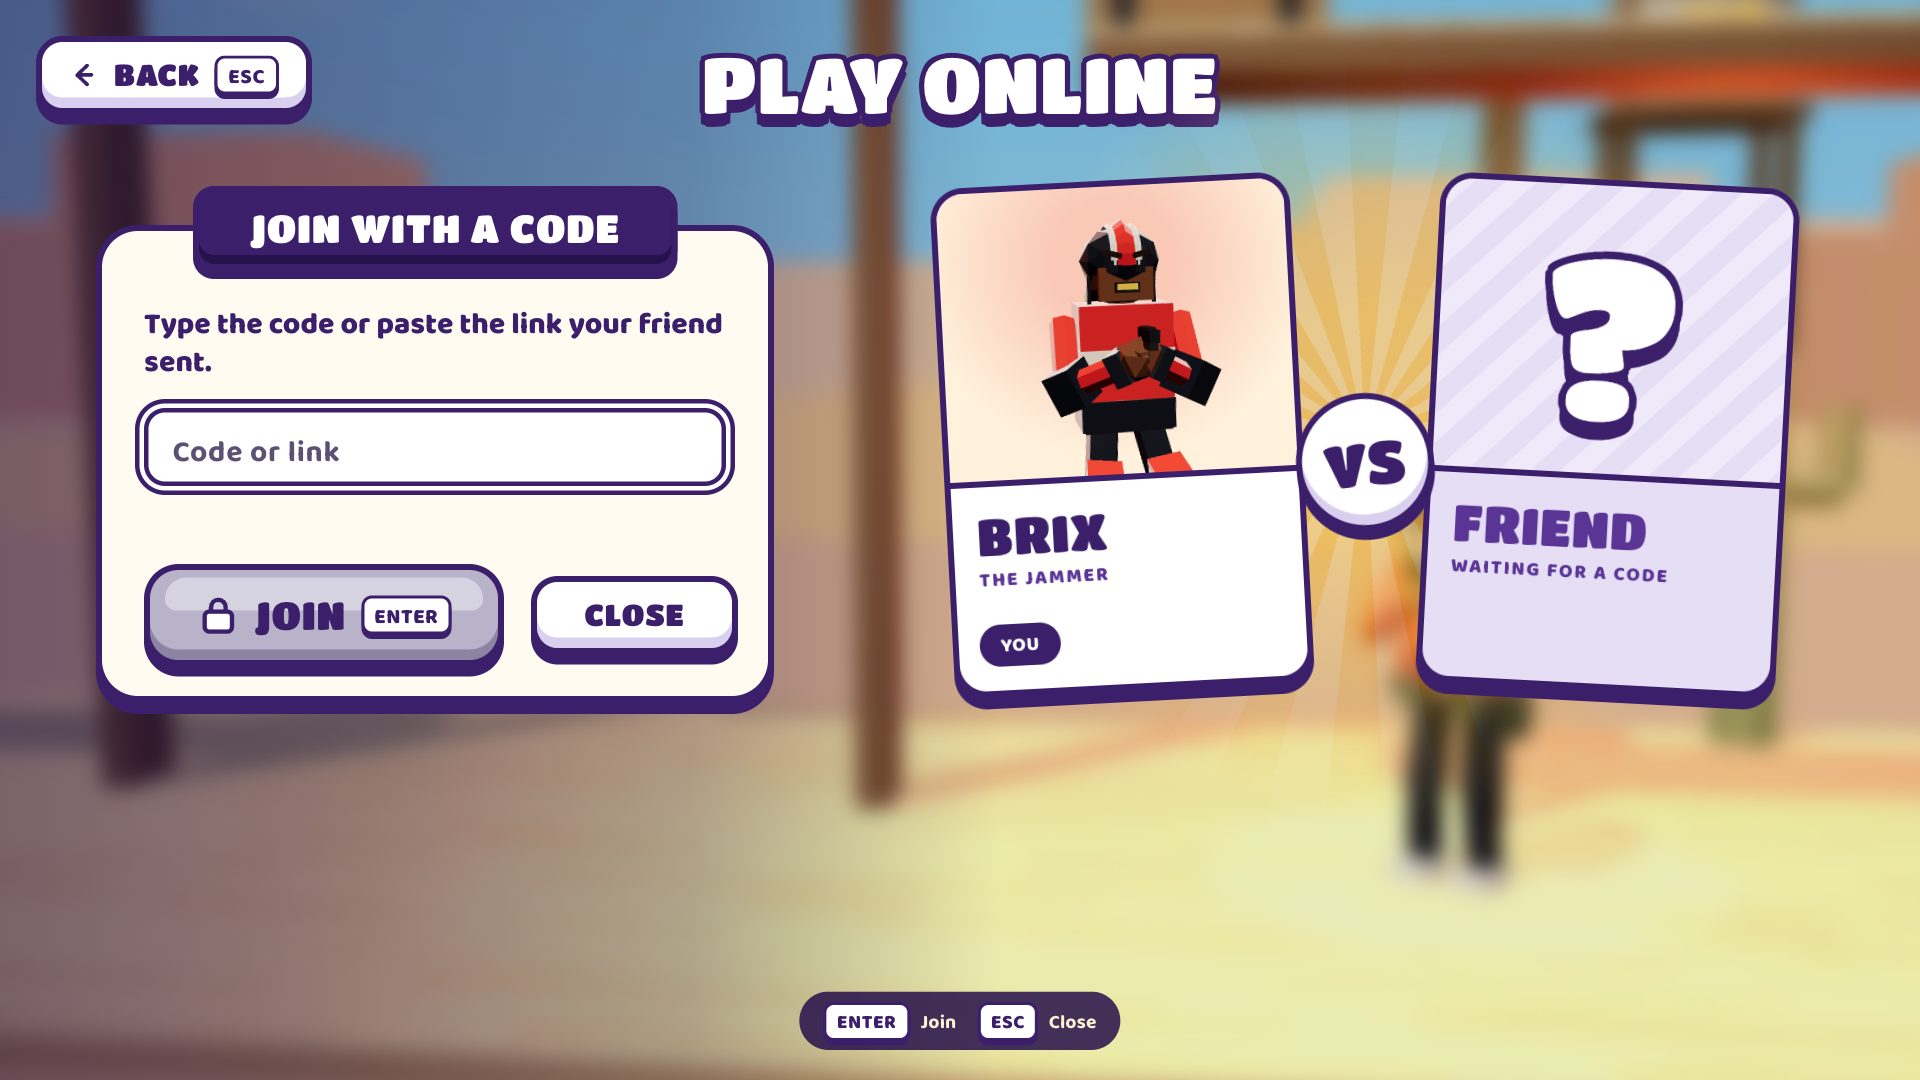 BACK ESC
PLAY ONLINE
JOIN WITH A CODE
Type the code or paste the link your friend
sent.
Code or link
JOIN ENTER
CLOSE
BRIX
THE JAMMER
YOU
VS
FRIEND
WAITING FOR A CODE
ENTER Join ESC Close